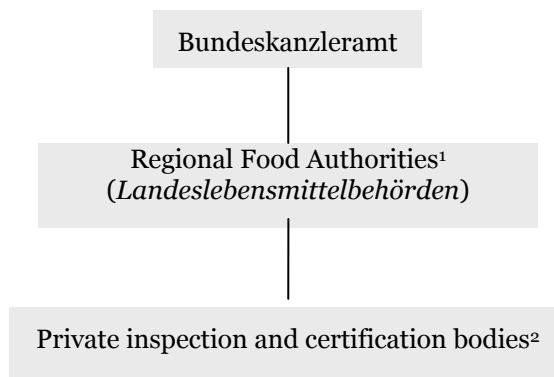 Bundeskanzleramt
Regional Food Authorities¹
(Landeslebensmittelbehörden)
Private inspection and certification bodies²